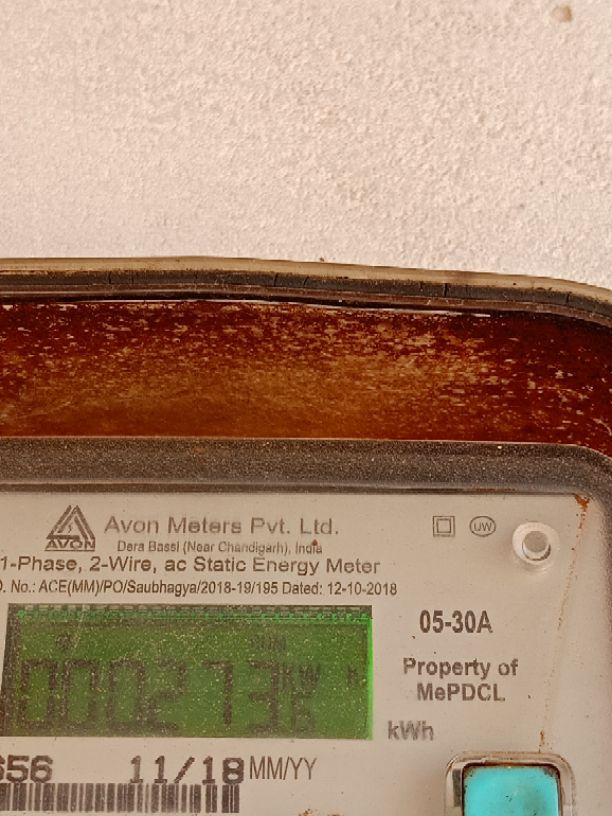 AVON
Avon Meters Pvt. Ltd.
Dera Bassi (Near Chandigarh), India
UW
1-Phase, 2-Wire, ac Static Energy Meter
No.: ACE(MM)/PO/Saubhagya/2018-19/195 Dated: 12-10-2018
05-30A
Property of
MePDCL
000273
kWh
656 11/18 MM/YY